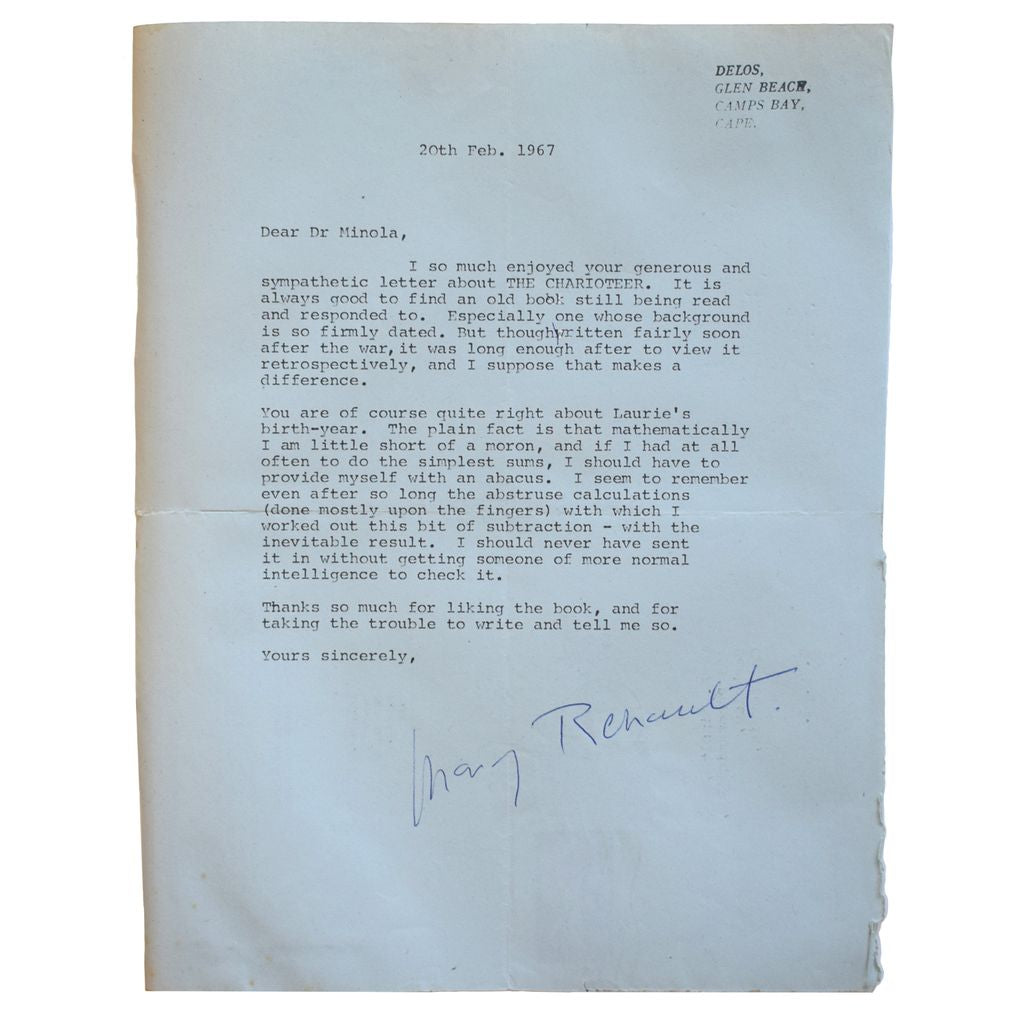 DELOS,
GLEN BEACH,
CAMPS BAY,
CAPE.
20th Feb. 1967
Dear Dr Minola,
I so much enjoyed your generous and
sympathetic letter about THE CHARIOTEER. It is
always good to find an old book still being read
and responded to. Especially one whose background
is so firmly dated. But though written fairly soon
after the war, it was long enough after to view it
retrospectively, and I suppose that makes a
difference.
You are of course quite right about Laurie's
birth-year. The plain fact is that mathematically
I am little short of a moron, and if I had at all
often to do the simplest sums, I should have to
provide myself with an abacus. I seem to remember
even after so long the abstruse calculations
(done mostly upon the fingers) with which I
worked out this bit of subtraction - with the
inevitable result. I should never have sent
it in without getting someone of more normal
intelligence to check it.
Thanks so much for liking the book, and for
taking the trouble to write and tell me so.
Yours sincerely,
Mary Renault.